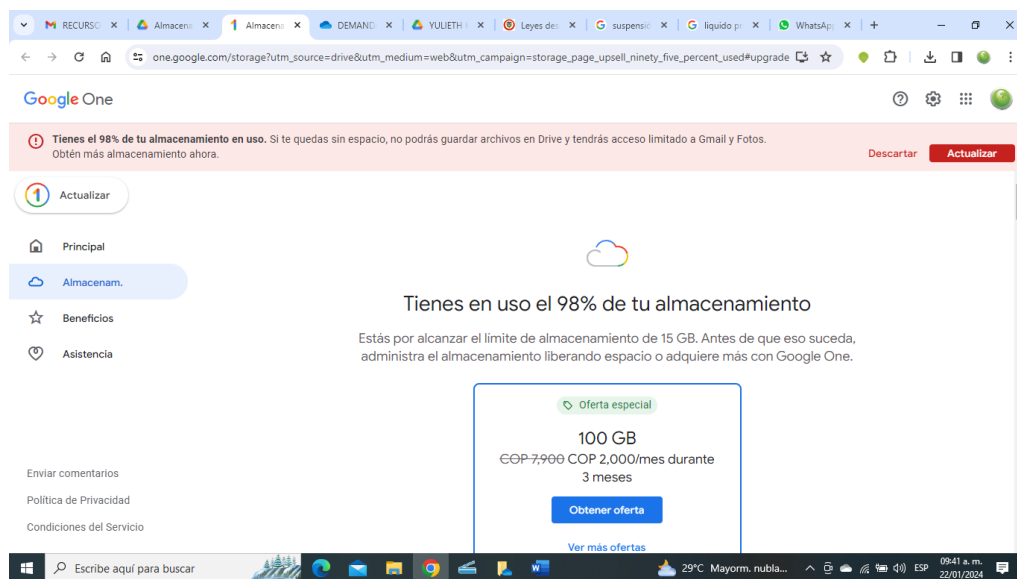 RECURSO
Almacena
Almacena
DEMAND
YULIETH
Leyes des
suspensió
liquido p
WhatsAp
one.google.com/storage?utm_source=drive&utm_medium=web&utm_campaign=storage_page_upsell_ninety_five_percent_used#upgrade
Google One
Tienes el 98% de tu almacenamiento en uso. Si te quedas sin espacio, no podrás guardar archivos en Drive y tendrás acceso limitado a Gmail y Fotos.
Obtén más almacenamiento ahora.
Descartar
Actualizar
Actualizar
Principal
Almacenam.
Beneficios
Asistencia
Tienes en uso el 98% de tu almacenamiento
Estás por alcanzar el límite de almacenamiento de 15 GB. Antes de que eso suceda,
administra el almacenamiento liberando espacio o adquiere más con Google One.
Oferta especial
100 GB
COP 7,900 COP 2,000/mes durante
3 meses
Obtener oferta
Ver más ofertas
Enviar comentarios
Política de Privacidad
Condiciones del Servicio
Escribe aquí para buscar
29°C Mayorm. nubla...
ESP
09:41 a. m.
22/01/2024